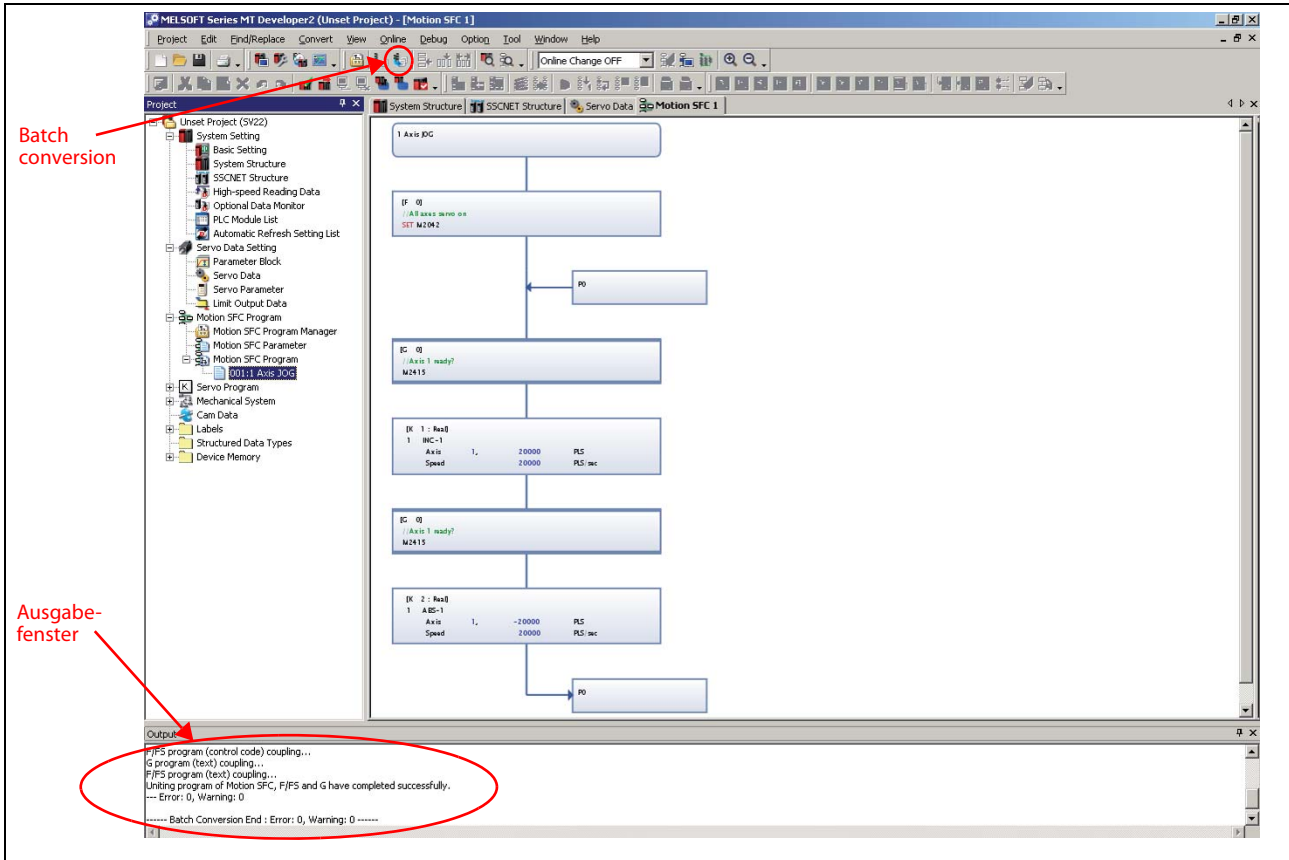 MELSOFT Series MT Developer2 (Unset Project) - [Motion SFC 1]
Project Edit Find/Replace Convert View Online Debug Option Tool Window Help
Online Change OFF
Project
System Structure SSCNET Structure Servo Data Motion SFC 1
Batch
conversion
Unset Project (SV22)
System Setting
Basic Setting
System Structure
SSCNET Structure
High-speed Reading Data
Optional Data Monitor
PLC Module List
Automatic Refresh Setting List
Servo Data Setting
Parameter Block
Servo Data
Servo Parameter
Limit Output Data
Motion SFC Program
Motion SFC Program Manager
Motion SFC Parameter
Motion SFC Program
001:1 Axis JOG
K Servo Program
Mechanical System
Cam Data
Labels
Structured Data Types
Device Memory
1 Axis JOG
[F 0]
//All axes servo on
SET M2042
P0
[G 0]
//Axis 1 ready?
M2415
[K 1 : Real]
1 INC-1
Axis 1, 20000 PLS
Speed 20000 PLS/sec
[G 0]
//Axis 1 ready?
M2415
[K 2 : Real]
1 ABS-1
Axis 1, -20000 PLS
Speed 20000 PLS/sec
P0
Ausgabe-
fenster
Output
F/FS program (control code) coupling...
G program (text) coupling...
F/FS program (text) coupling...
Uniting program of Motion SFC, F/FS and G have completed successfully.
--- Error: 0, Warning: 0
------ Batch Conversion End : Error: 0, Warning: 0 ------